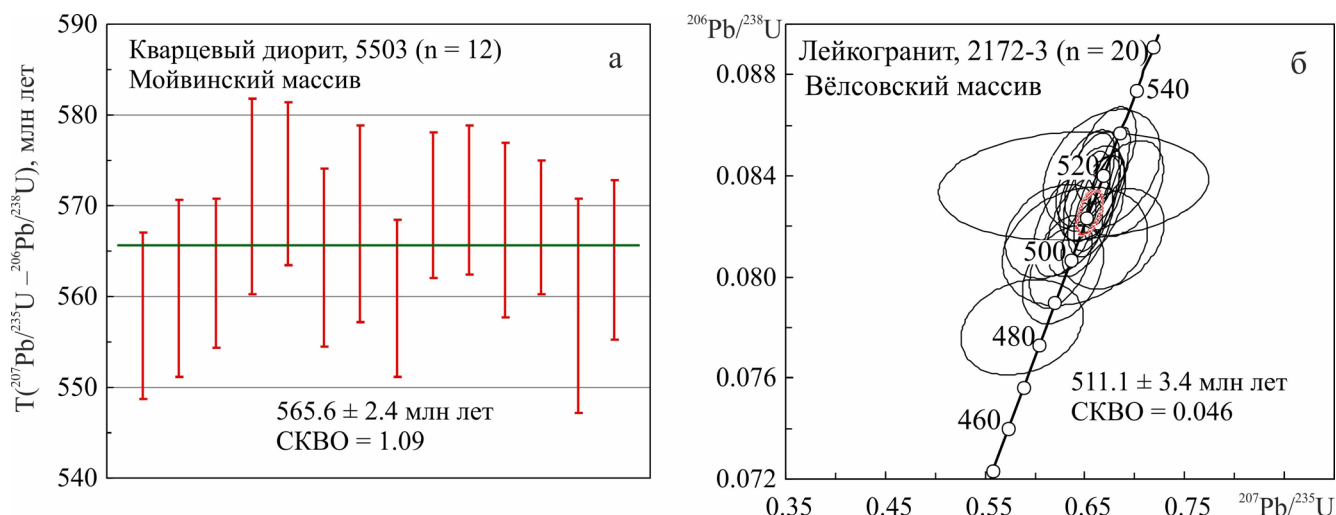 590
580
570
560
550
540
T(²⁰⁷Pb/²³⁵U –²⁰⁶Pb/²³⁸U), млн лет
Кварцевый диорит, 5503 (n = 12)
Мойвинский массив
а
565.6 ± 2.4 млн лет
СКВО = 1.09
²⁰⁶Pb/²³⁸U
0.088
0.084
0.080
0.076
0.072
Лейкогранит, 2172-3 (n = 20)
Вёлсовский массив
б
540
520
500
480
460
511.1 ± 3.4 млн лет
СКВО = 0.046
0.35
0.45
0.55
0.65
0.75
²⁰⁷Pb/²³⁵U